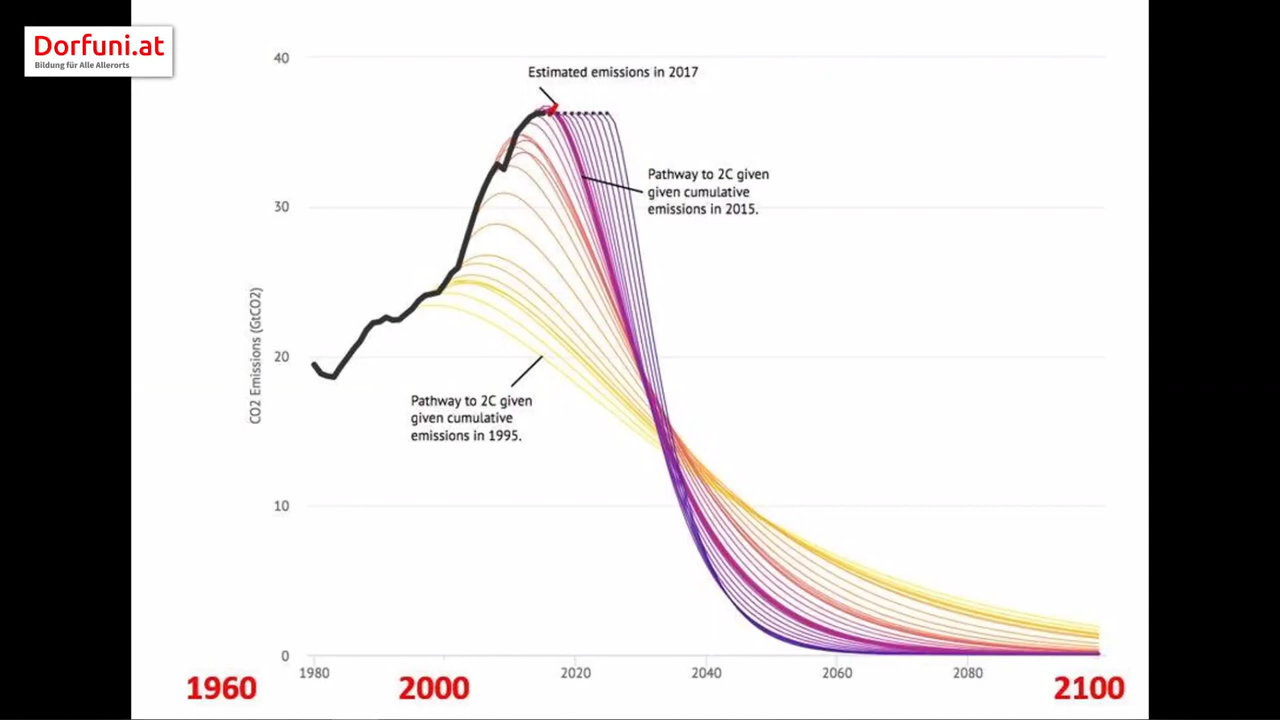 Dorfuni.at
Bildung für Alle Allerorts
40
Estimated emissions in 2017
Pathway to 2C given
given cumulative
emissions in 2015.
30
CO2 Emissions (GtCO2)
20
Pathway to 2C given
given cumulative
emissions in 1995.
10
0
1980
2020
2040
2060
2080
1960
2000
2100